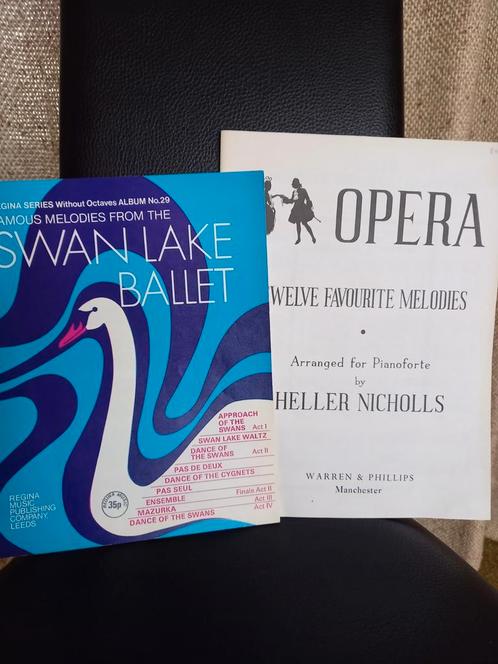 EGINA SERIES Without Octaves ALBUM No.29
AMOUS MELODIES FROM THE
SWAN LAKE
BALLET
APPROACH
OF THE
SWANS Act I
SWAN LAKE WALTZ
DANCE OF
THE SWANS Act II
PAS DE DEUX
DANCE OF THE CYGNETS
PAS SEUL
ENSEMBLE Finale Act II
MAZURKA Act III
DANCE OF THE SWANS Act IV
REGINA
MUSIC
PUBLISHING
COMPANY,
LEEDS
35p
OPERA
WELVE FAVOURITE MELODIES
Arranged for Pianoforte
by
HELLER NICHOLLS
WARREN & PHILLIPS
Manchester